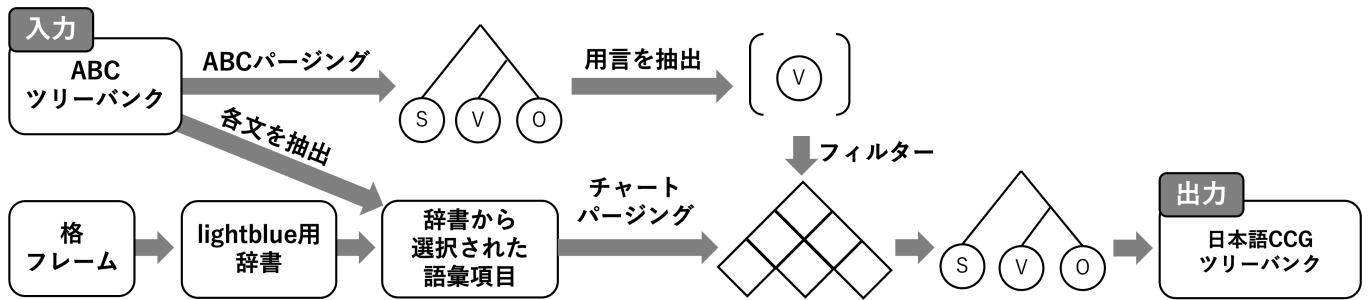 入力
ABC
ツリーバンク
ABCパージング
S
V
O
用言を抽出
V
各文を抽出
フィルター
格
フレーム
lightblue用
辞書
辞書から
選択された
語彙項目
チャート
パージング
S
V
O
出力
日本語CCG
ツリーバンク